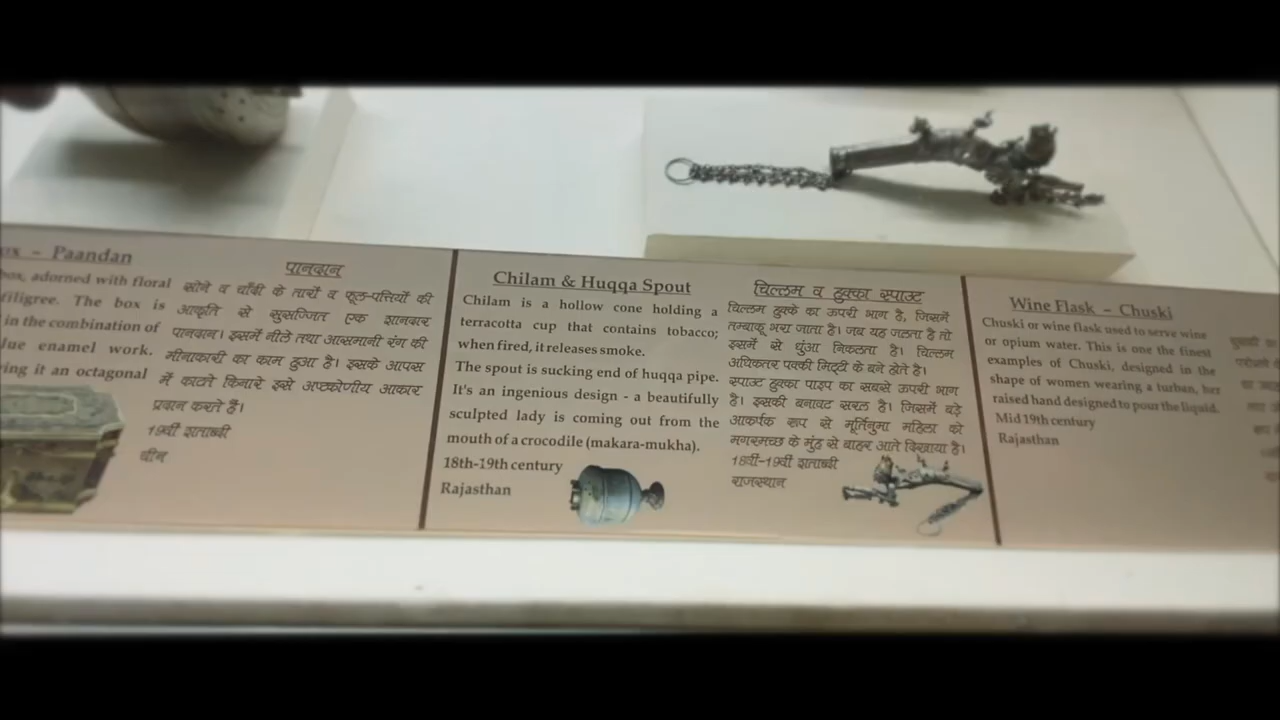 – Paandan
box, adorned with floral
filigree. The box is
in the combination of
enamel work.
it an octagonal
पानदान
सोने व चाँदी के तारों व फूल-पत्तियों की
आकृति से सुसज्जित एक शानदार
पानदान। इसमें नीले तथा आसमानी रंग की
मीनाकारी का काम हुआ है। इसके आपस
में काटते किनारे इसे अष्टकोणीय आकार
प्रदान करते हैं।
19वीं शताब्दी
चीन
Chilam & Huqqa Spout
Chilam is a hollow cone holding a
terracotta cup that contains tobacco;
when fired, it releases smoke.
The spout is sucking end of huqqa pipe.
It's an ingenious design - a beautifully
sculpted lady is coming out from the
mouth of a crocodile (makara-mukha).
18th-19th century
Rajasthan
चिल्लम व हुक्का स्पाउट
चिल्लम हुक्के का ऊपरी भाग है, जिसमें
तम्बाकू भरा जाता है। जब यह जलता है तो
इसमें से धुंआ निकलता है। चिल्लम
अधिकतर पक्की मिट्टी के बने होते है।
स्पाउट हुक्का पाइप का सबसे ऊपरी भाग
है। इसकी बनावट सरल है। जिसमें बड़े
आकर्षक रूप से मूर्तिनुमा महिला को
मगरमच्छ के मुंह से बाहर आते दिखाया है।
18वीं-19वीं शताब्दी
राजस्थान
Wine Flask – Chuski
Chuski or wine flask used to serve wine
or opium water. This is one the finest
examples of Chuski, designed in the
shape of women wearing a turban, her
raised hand designed to pour the liquid.
Mid 19th century
Rajasthan